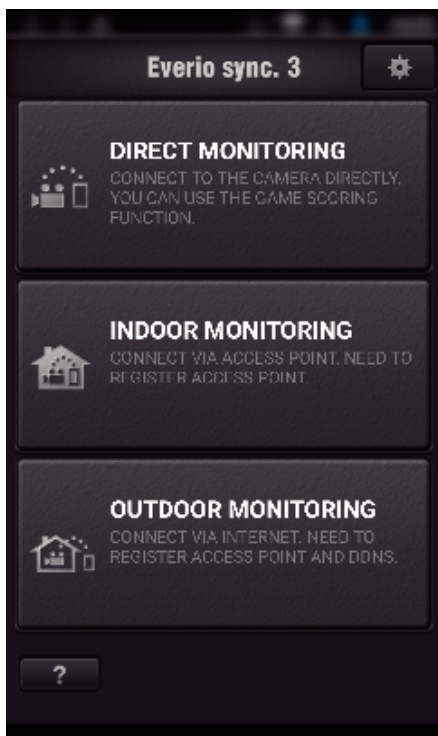 Everio sync. 3
DIRECT MONITORING
CONNECT TO THE CAMERA DIRECTLY.
YOU CAN USE THE GAME SCORING
FUNCTION.
INDOOR MONITORING
CONNECT VIA ACCESS POINT. NEED TO
REGISTER ACCESS POINT.
OUTDOOR MONITORING
CONNECT VIA INTERNET. NEED TO
REGISTER ACCESS POINT AND DDNS.
?